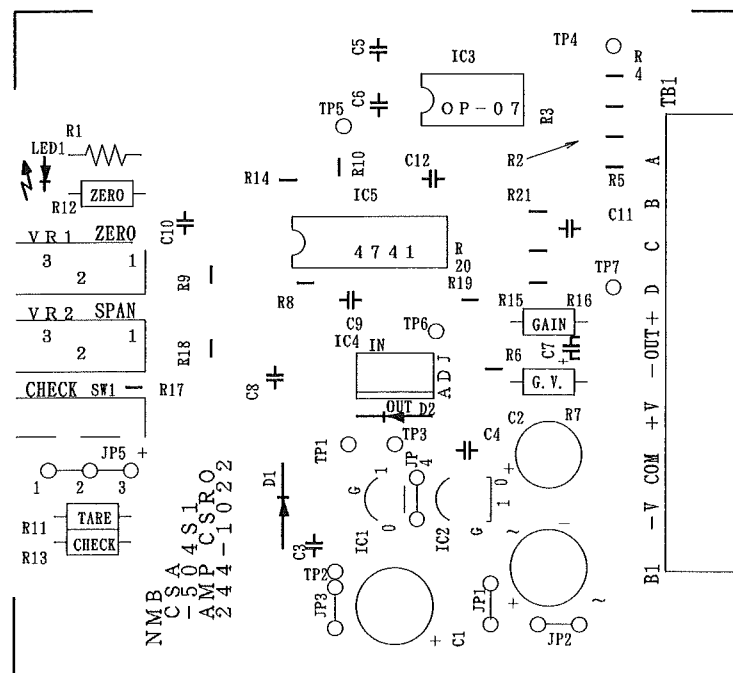 C5
IC3
TP4
R
4
C6
TP5
OP-07
R3
TB1
R1
LED1
R2
A
R14
R10
C12
R5
R12
ZERO
IC5
R21
B
C10
C11
VR1 ZERO
3 2 1
4741
R
20
C
R9
R8
R19
TP7
D
VR2 SPAN
3 2 1
C9
TP6
R15
R16
GAIN
+
OUT
-
IC4
IN
ADJ
R18
C7
+
R6
G.V.
C8
CHECK SW1
R17
OUT D2
C2
R7
+V
JP5
+
1 2 3
TP1
TP3
C4
+
COM
D1
G
1
JP
4
0
1
0
G
-V
R11
TARE
R13
CHECK
IC1
0
IC2
C3
~
-
TP2
JP3
+
C1
JP1
+
~
JP2
B1
NMB
CSA
-504S1
AMP CSRO
244-1022